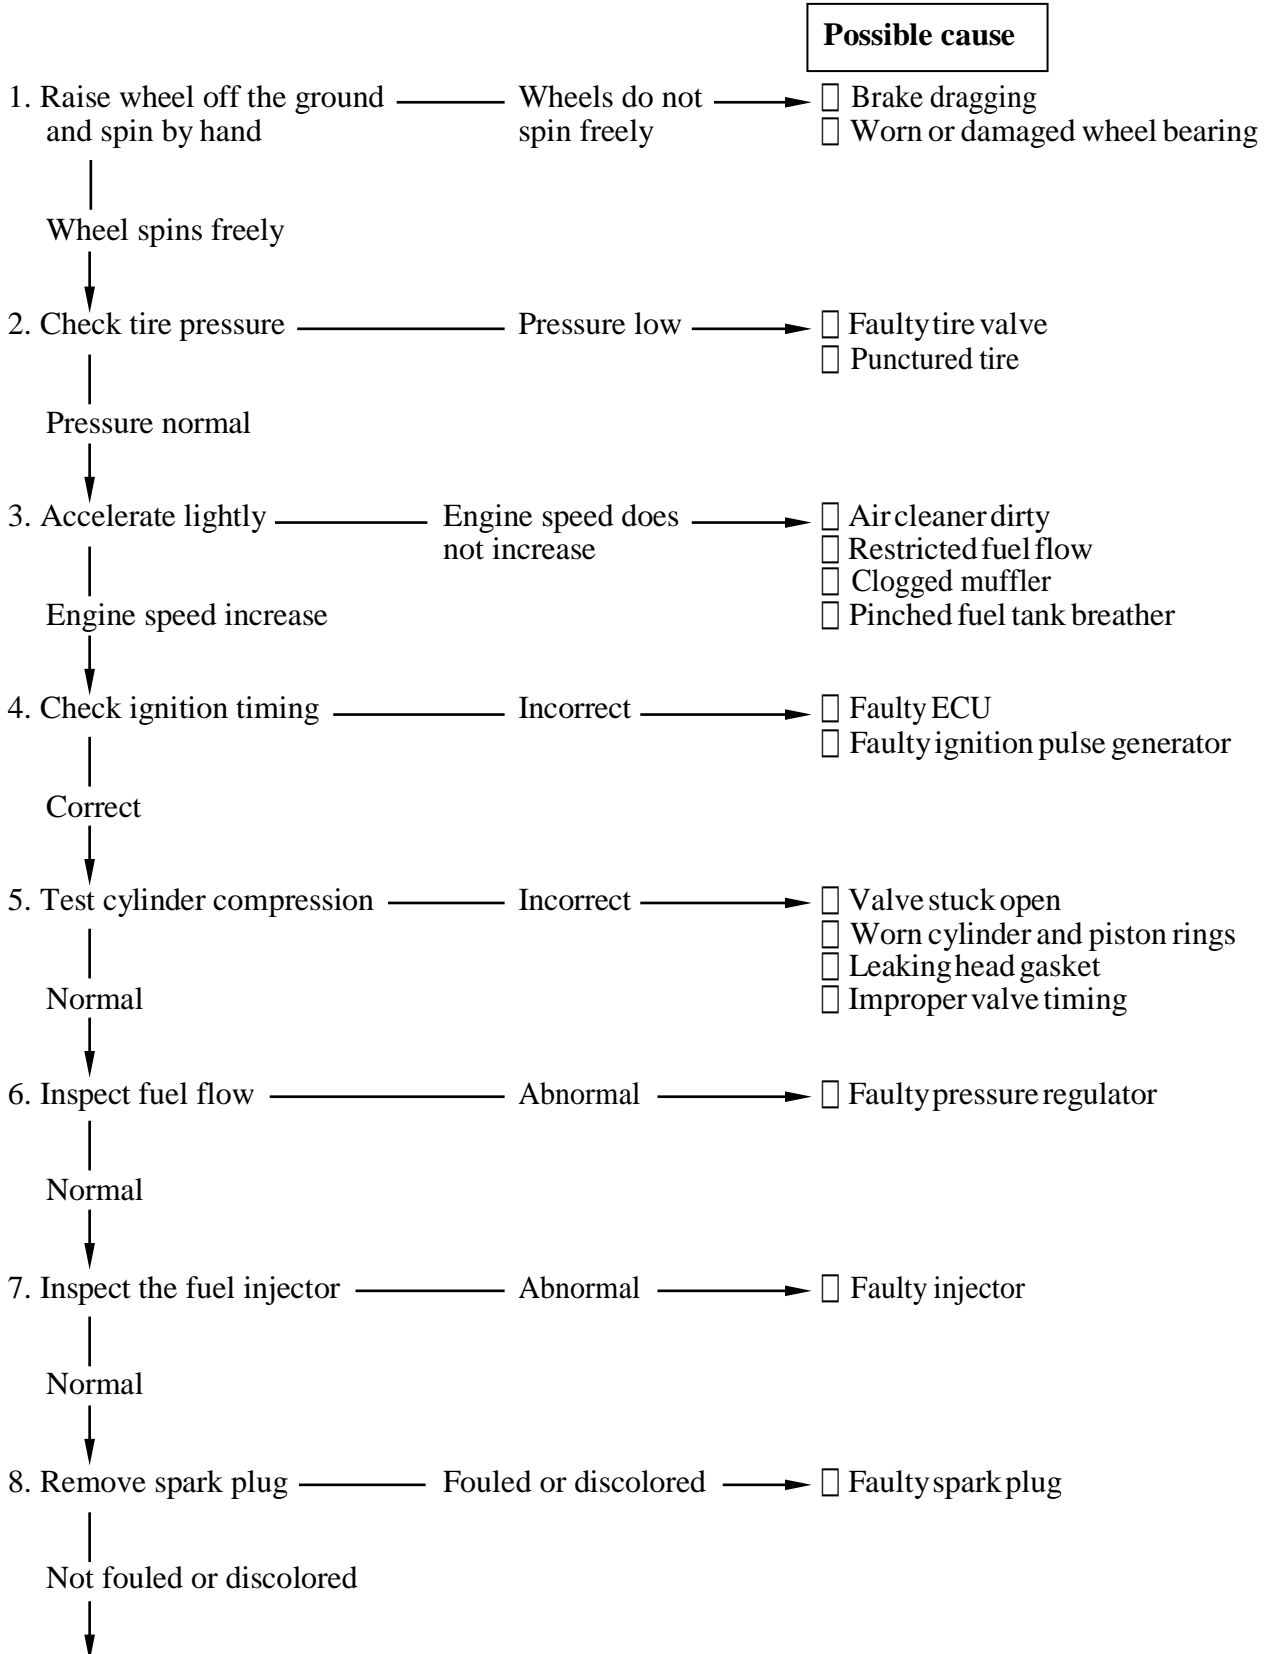 Possible cause
1. Raise wheel off the ground Wheels do not ▯ Brake dragging
and spin by hand spin freely ▯ Worn or damaged wheel bearing
Wheel spins freely
2. Check tire pressure Pressure low ▯ Faulty tire valve
▯ Punctured tire
Pressure normal
3. Accelerate lightly Engine speed does ▯ Air cleaner dirty
not increase ▯ Restricted fuel flow
▯ Clogged muffler
Engine speed increase ▯ Pinched fuel tank breather
4. Check ignition timing Incorrect ▯ Faulty ECU
▯ Faulty ignition pulse generator
Correct
5. Test cylinder compression Incorrect ▯ Valve stuck open
▯ Worn cylinder and piston rings
▯ Leaking head gasket
Normal ▯ Improper valve timing
6. Inspect fuel flow Abnormal ▯ Faulty pressure regulator
Normal
7. Inspect the fuel injector Abnormal ▯ Faulty injector
Normal
8. Remove spark plug Fouled or discolored ▯ Faulty spark plug
Not fouled or discolored